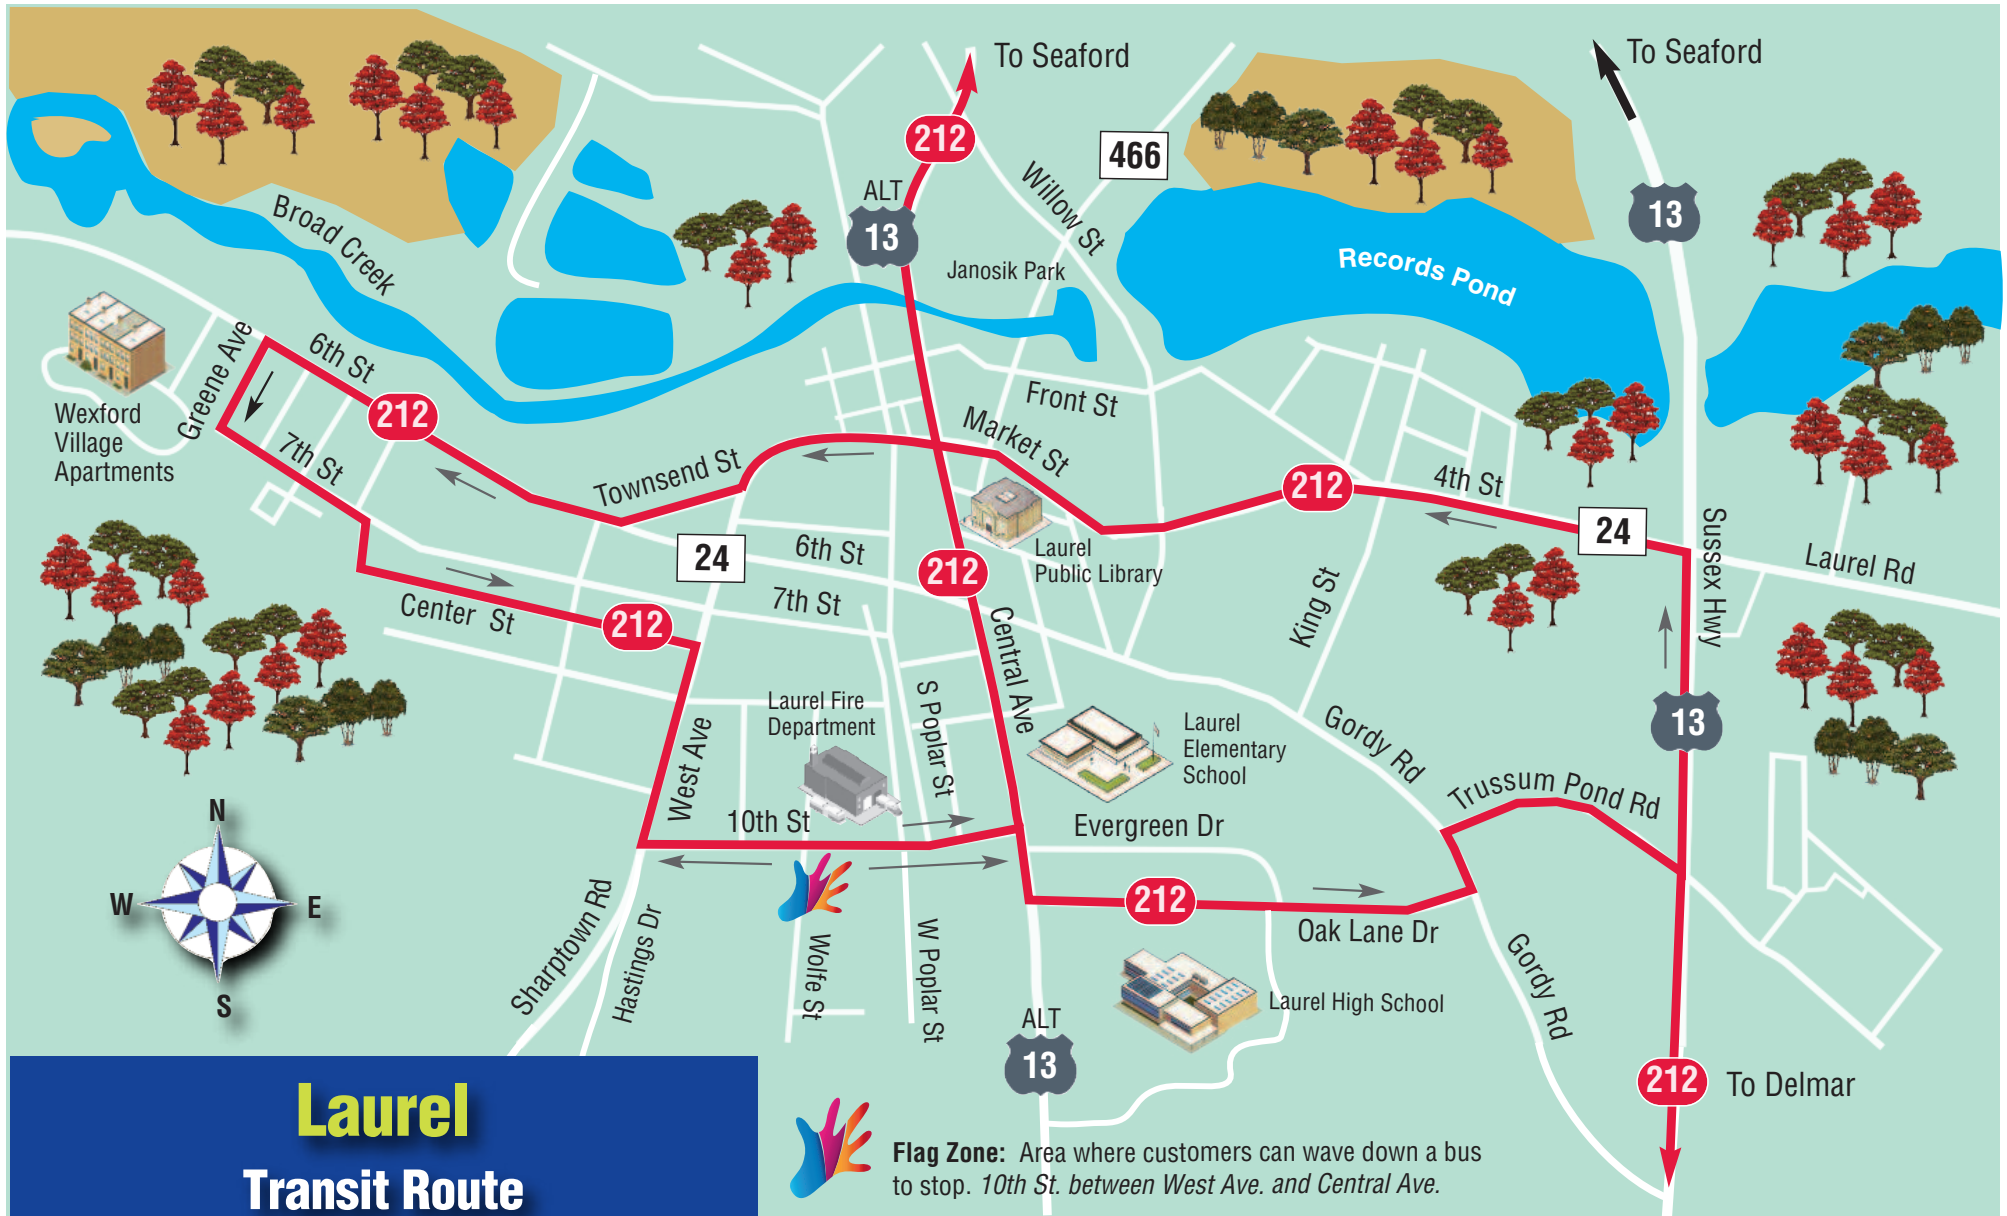 To Seaford
To Seaford
212
466
ALT
13
13
Willow St
Broad Creek
Janosik Park
Records Pond
Greene Ave
6th St
212
Wexford
Village
Apartments
7th St
Front St
Market St
Townsend St
212
4th St
24
Sussex Hwy
Laurel Rd
24
6th St
212
Laurel
Public Library
7th St
Center St
212
King St
Central Ave
S Poplar St
Laurel Fire
Department
West Ave
Laurel
Elementary
School
Gordy Rd
13
Trussum Pond Rd
10th St
Evergreen Dr
N
W
E
S
212
Oak Lane Dr
Sharptown Rd
Hastings Dr
Wolfe St
W Poplar St
Gordy Rd
Laurel High School
ALT
13
212
To Delmar
Laurel
Transit Route
Flag Zone: Area where customers can wave down a bus
to stop. 10th St. between West Ave. and Central Ave.